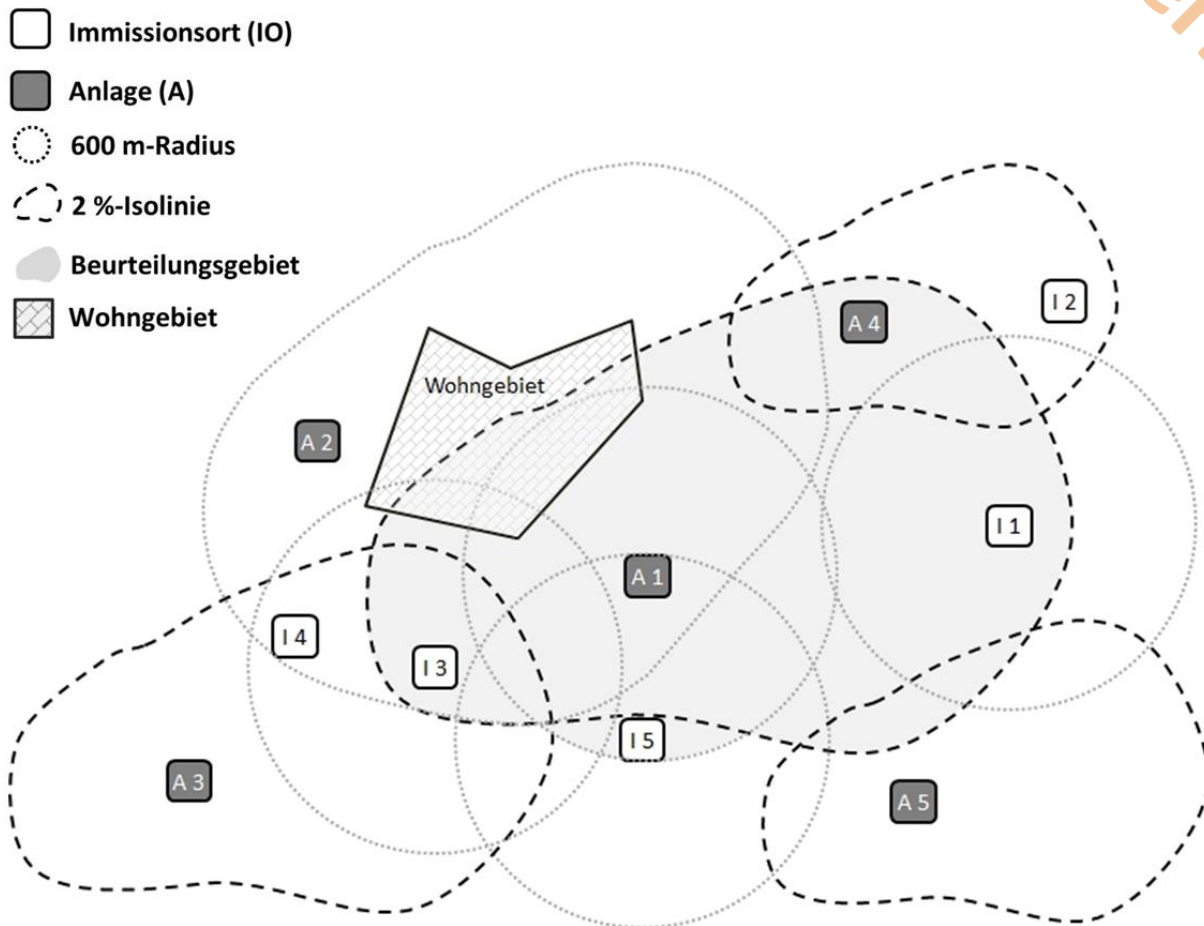 Immissionsort (IO)
Anlage (A)
600 m-Radius
2 %-Isolinie
Beurteilungsgebiet
Wohngebiet
I 2
A 4
Wohngebiet
A 2
I 1
A 1
I 4
I 3
I 5
A 3
A 5